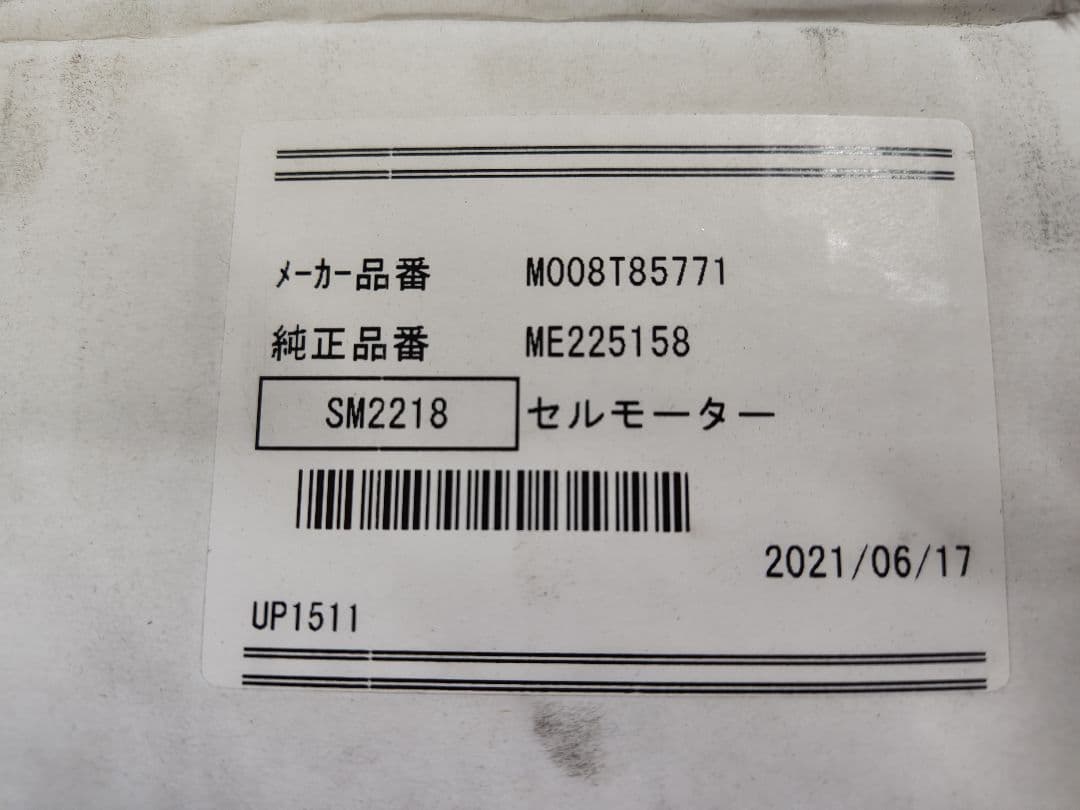 ﾒｰｶｰ品番 M008T85771
純正品番 ME225158
SM2218 セルモーター
2021/06/17
UP1511